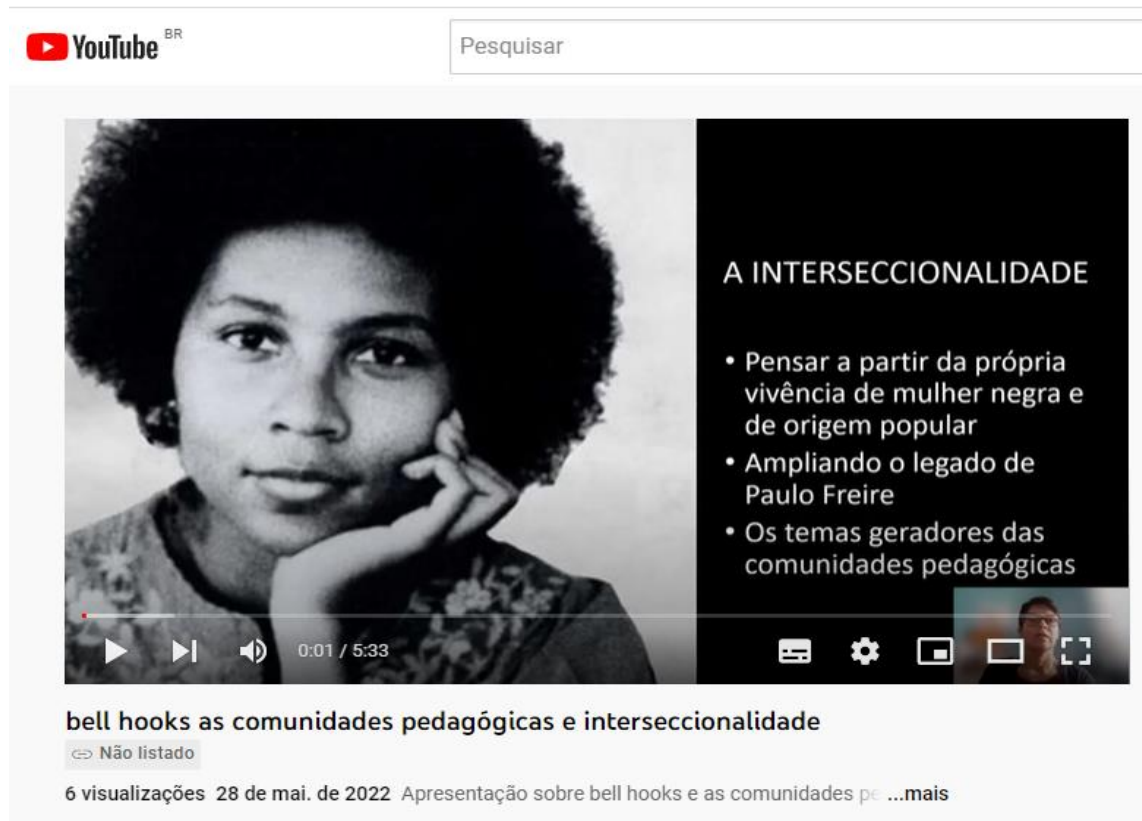 YouTube BR
Pesquisar
A INTERSECCIONALIDADE
• Pensar a partir da própria
vivência de mulher negra e
de origem popular
• Ampliando o legado de
Paulo Freire
• Os temas geradores das
comunidades pedagógicas
0:01 / 5:33
bell hooks as comunidades pedagógicas e interseccionalidade
Não listado
6 visualizações 28 de mai. de 2022 Apresentação sobre bell hooks e as comunidades ...mais